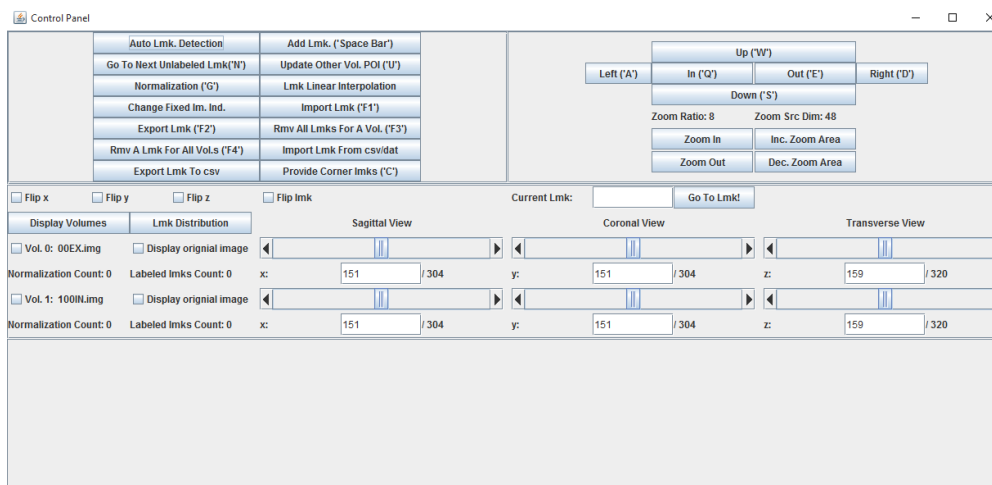 Control Panel
Auto Lmk. Detection
Add Lmk. ('Space Bar')
Go To Next Unlabeled Lmk('N')
Update Other Vol. POI ('U')
Normalization ('G')
Lmk Linear Interpolation
Change Fixed Im. Ind.
Import Lmk ('F1')
Export Lmk ('F2')
Rmv All Lmks For A Vol. ('F3')
Rmv A Lmk For All Vol.s ('F4')
Import Lmk From csv/dat
Export Lmk To csv
Provide Corner lmks ('C')
Up ('W')
Left ('A') In ('Q') Out ('E') Right ('D')
Down ('S')
Zoom Ratio: 8 Zoom Src Dim: 48
Zoom In Inc. Zoom Area
Zoom Out Dec. Zoom Area
Flip x Flip y Flip z Flip lmk Current Lmk: Go To Lmk!
Display Volumes Lmk Distribution Sagittal View Coronal View Transverse View
Vol. 0: 00EX.img Display orignial image
Normalization Count: 0 Labeled lmks Count: 0 x: 151 / 304 y: 151 / 304 z: 159 / 320
Vol. 1: 100IN.img Display orignial image
Normalization Count: 0 Labeled lmks Count: 0 x: 151 / 304 y: 151 / 304 z: 159 / 320